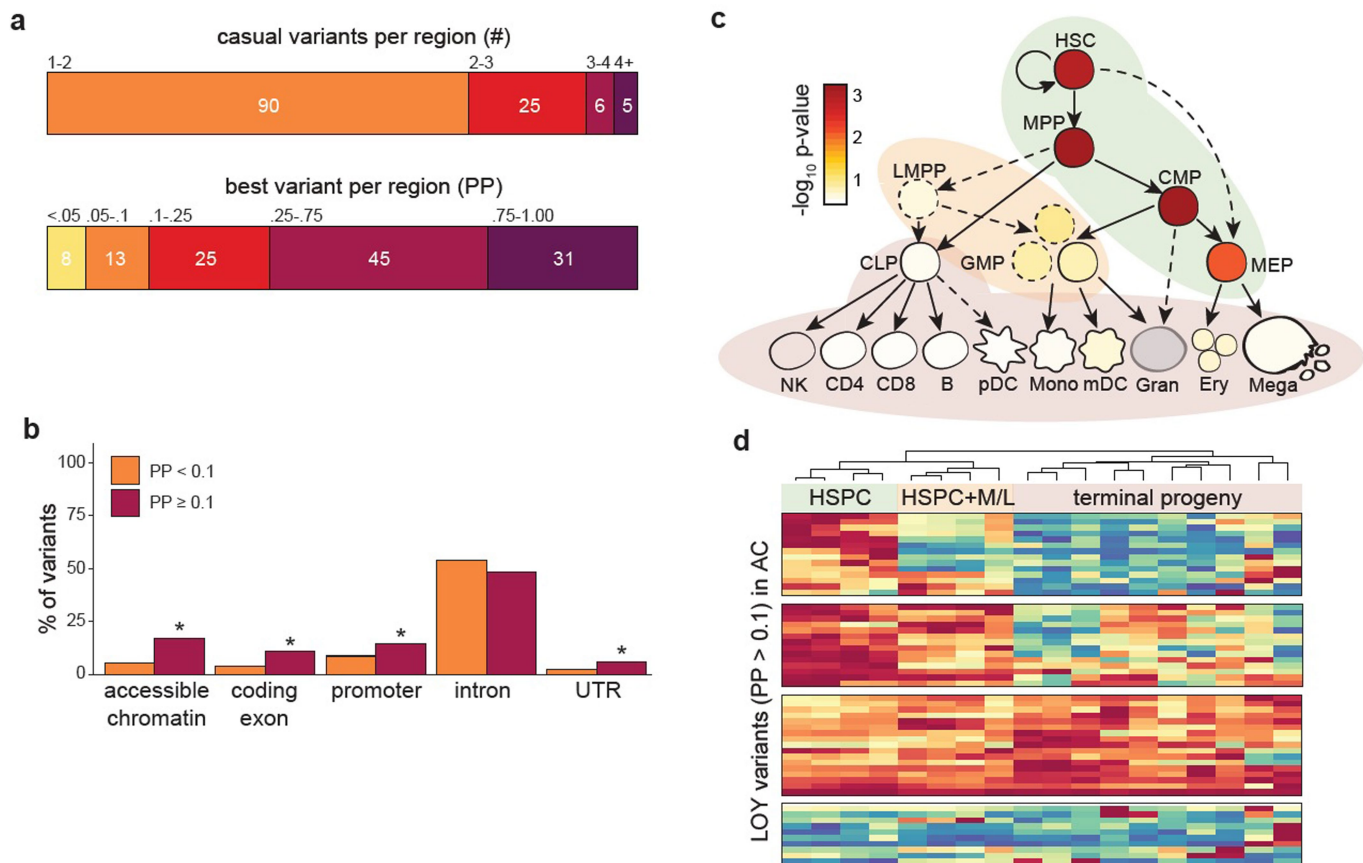 a
casual variants per region (#)
1-2 2-3 3-4 4+
90 25 6 5
best variant per region (PP)
<.05 .05-.1 .1-.25 .25-.75 .75-1.00
8 13 25 45 31
b
% of variants
100
75
50
25
0
PP < 0.1
PP ≥ 0.1
* * * *
accessible chromatin
coding exon
promoter
intron
UTR
c
-log10 p-value
3
2
1
HSC
MPP
LMPP
CMP
CLP
GMP
MEP
NK CD4 CD8 B pDC Mono mDC Gran Ery Mega
d
HSPC HSPC+M/L terminal progeny
LOY variants (PP > 0.1) in AC